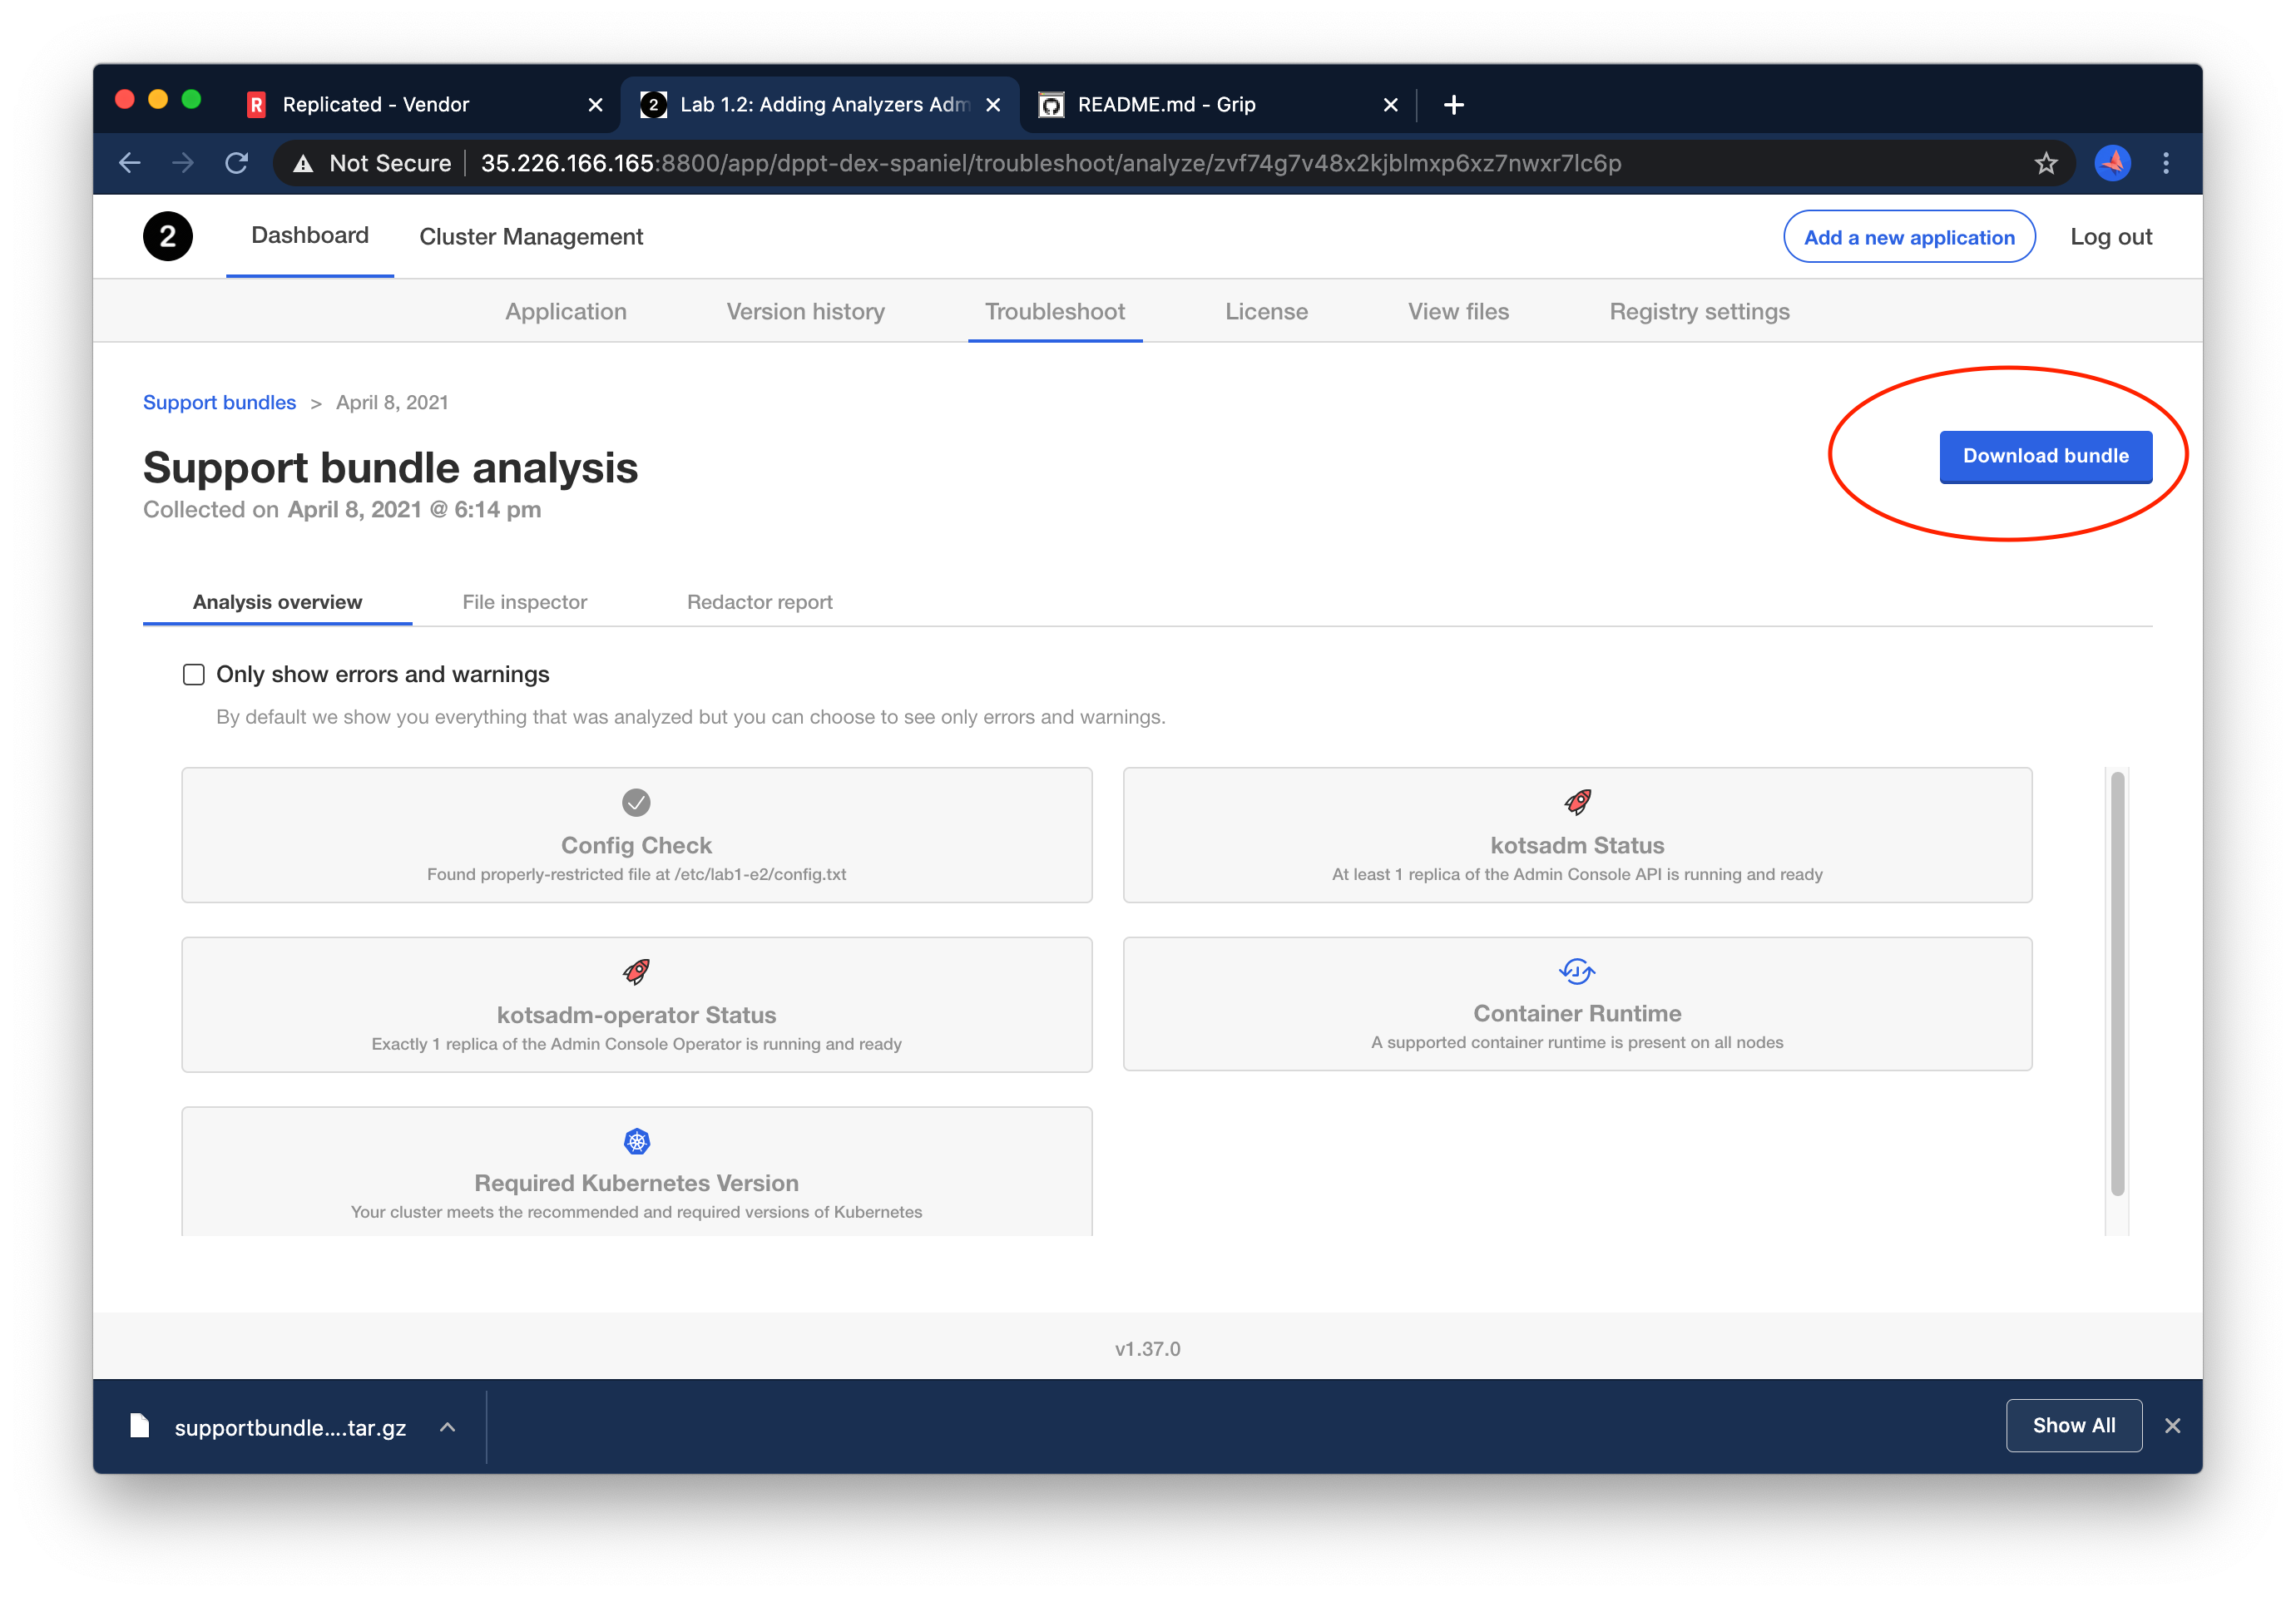 R Replicated - Vendor
2 Lab 1.2: Adding Analyzers Adm
README.md - Grip
Not Secure
35.226.166.165:8800/app/dppt-dex-spaniel/troubleshoot/analyze/zvf74g7v48x2kjblmxp6xz7nwxr7lc6p
2
Dashboard
Cluster Management
Add a new application
Log out
Application
Version history
Troubleshoot
License
View files
Registry settings
Support bundles > April 8, 2021
Support bundle analysis
Collected on April 8, 2021 @ 6:14 pm
Download bundle
Analysis overview
File inspector
Redactor report
Only show errors and warnings
By default we show you everything that was analyzed but you can choose to see only errors and warnings.
Config Check
Found properly-restricted file at /etc/lab1-e2/config.txt
kotsadm Status
At least 1 replica of the Admin Console API is running and ready
kotsadm-operator Status
Exactly 1 replica of the Admin Console Operator is running and ready
Container Runtime
A supported container runtime is present on all nodes
Required Kubernetes Version
Your cluster meets the recommended and required versions of Kubernetes
v1.37.0
supportbundle....tar.gz
Show All